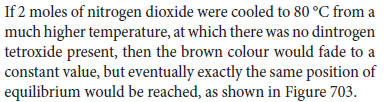 If 2 moles of nitrogen dioxide were cooled to 80 °C from a
much higher temperature, at which there was no dintrogen
tetroxide present, then the brown colour would fade to a
constant value, but eventually exactly the same position of
equilibrium would be reached, as shown in Figure 703.